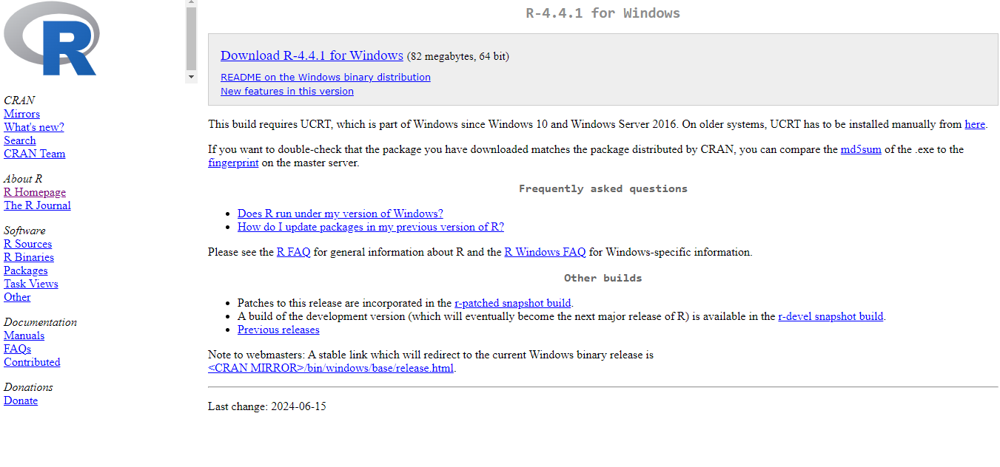 R
CRAN
Mirrors
What's new?
Search
CRAN Team
About R
R Homepage
The R Journal
Software
R Sources
R Binaries
Packages
Task Views
Other
Documentation
Manuals
FAQs
Contributed
Donations
Donate
R-4.4.1 for Windows
Download R-4.4.1 for Windows (82 megabytes, 64 bit)
README on the Windows binary distribution
New features in this version
This build requires UCRT, which is part of Windows since Windows 10 and Windows Server 2016. On older systems, UCRT has to be installed manually from here.
If you want to double-check that the package you have downloaded matches the package distributed by CRAN, you can compare the md5sum of the .exe to the
fingerprint on the master server.
Frequently asked questions
• Does R run under my version of Windows?
• How do I update packages in my previous version of R?
Please see the R FAQ for general information about R and the R Windows FAQ for Windows-specific information.
Other builds
• Patches to this release are incorporated in the r-patched snapshot build.
• A build of the development version (which will eventually become the next major release of R) is available in the r-devel snapshot build.
• Previous releases
Note to webmasters: A stable link which will redirect to the current Windows binary release is
<CRAN MIRROR>/bin/windows/base/release.html.
Last change: 2024-06-15